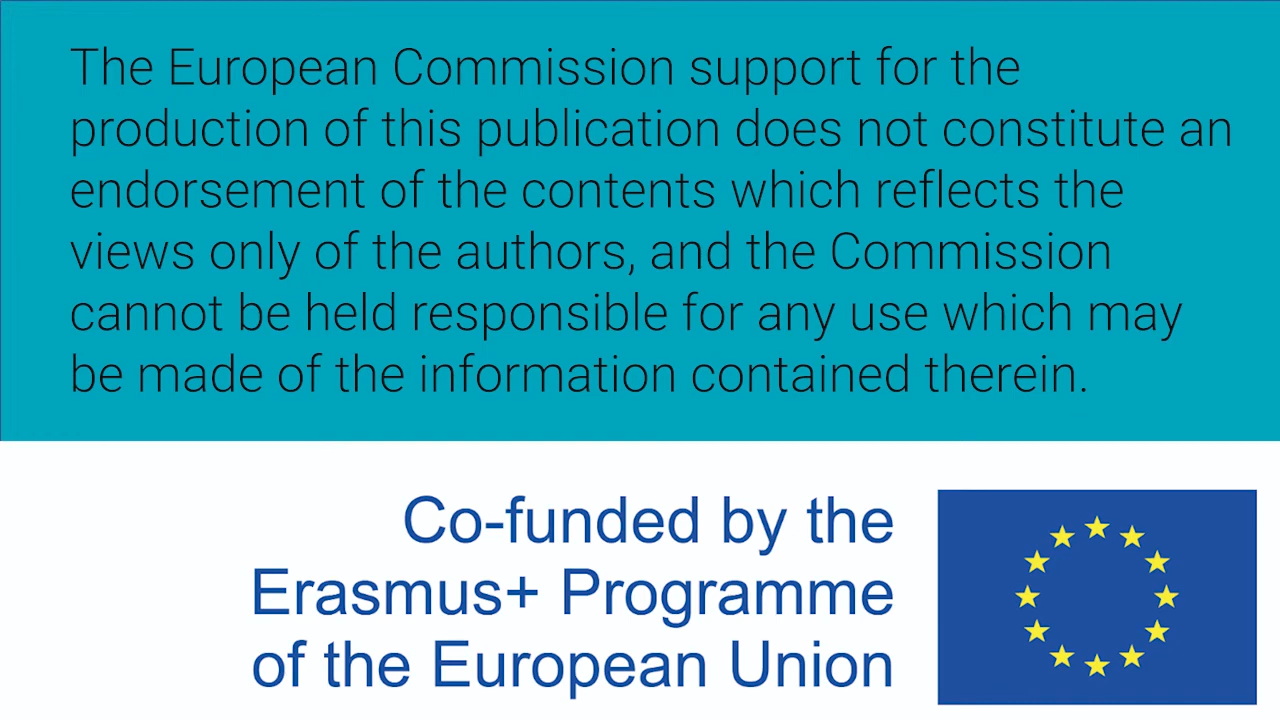 The European Commission support for the
production of this publication does not constitute an
endorsement of the contents which reflects the
views only of the authors, and the Commission
cannot be held responsible for any use which may
be made of the information contained therein.
Co-funded by the
Erasmus+ Programme
of the European Union